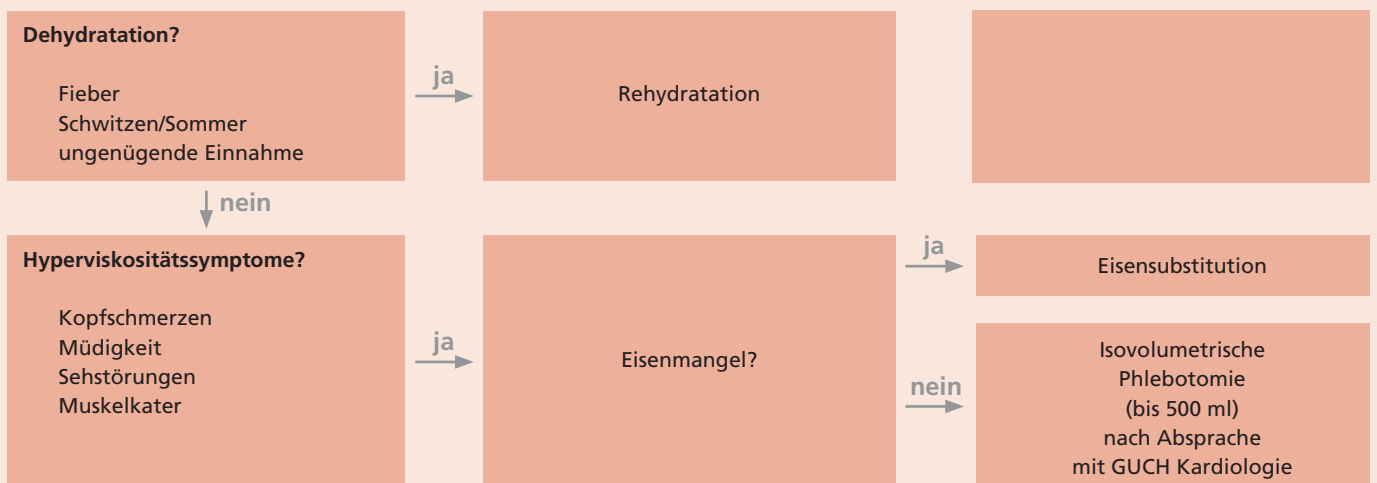 Dehydratation?
Fieber
Schwitzen/Sommer
ungenügende Einnahme
ja
Rehydratation
nein
Hyperviskositätssymptome?
Kopfschmerzen
Müdigkeit
Sehstörungen
Muskelkater
ja
Eisenmangel?
ja
Eisensubstitution
nein
Isovolumetrische
Phlebotomie
(bis 500 ml)
nach Absprache
mit GUCH Kardiologie